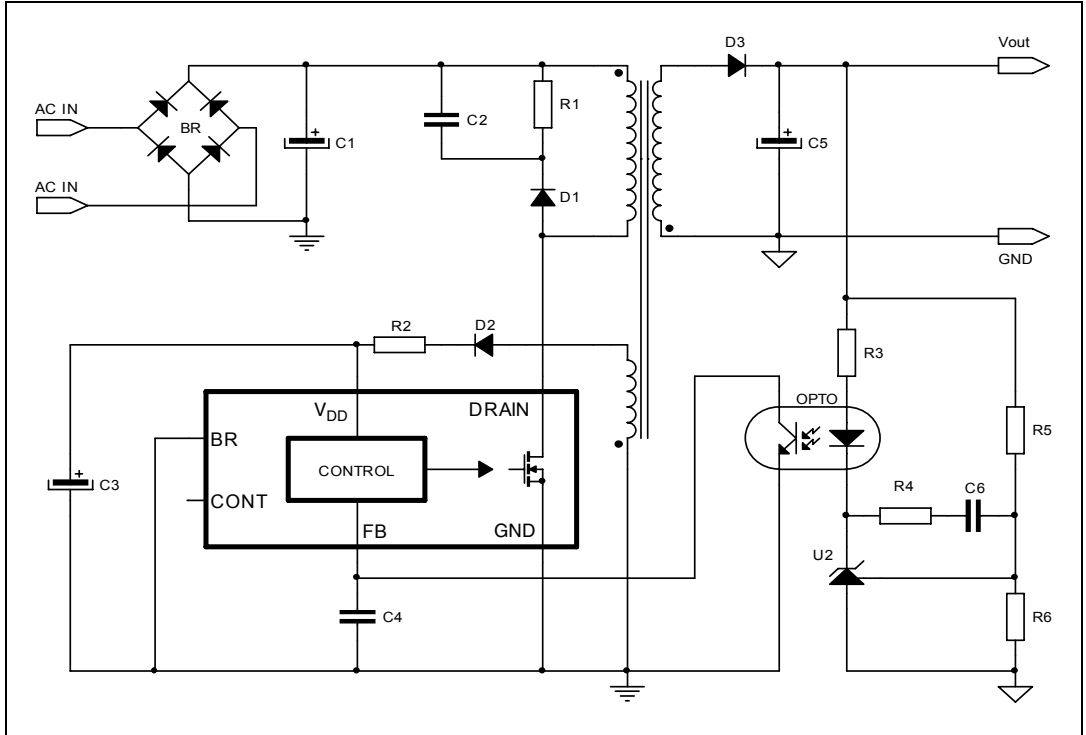 D3
Vout
AC IN
BR
R1
C2
C1
C5
AC IN
D1
GND
R2
D2
R3
OPTO
VDD
DRAIN
BR
R5
CONTROL
C3
CONT
R4
C6
FB
GND
U2
C4
R6